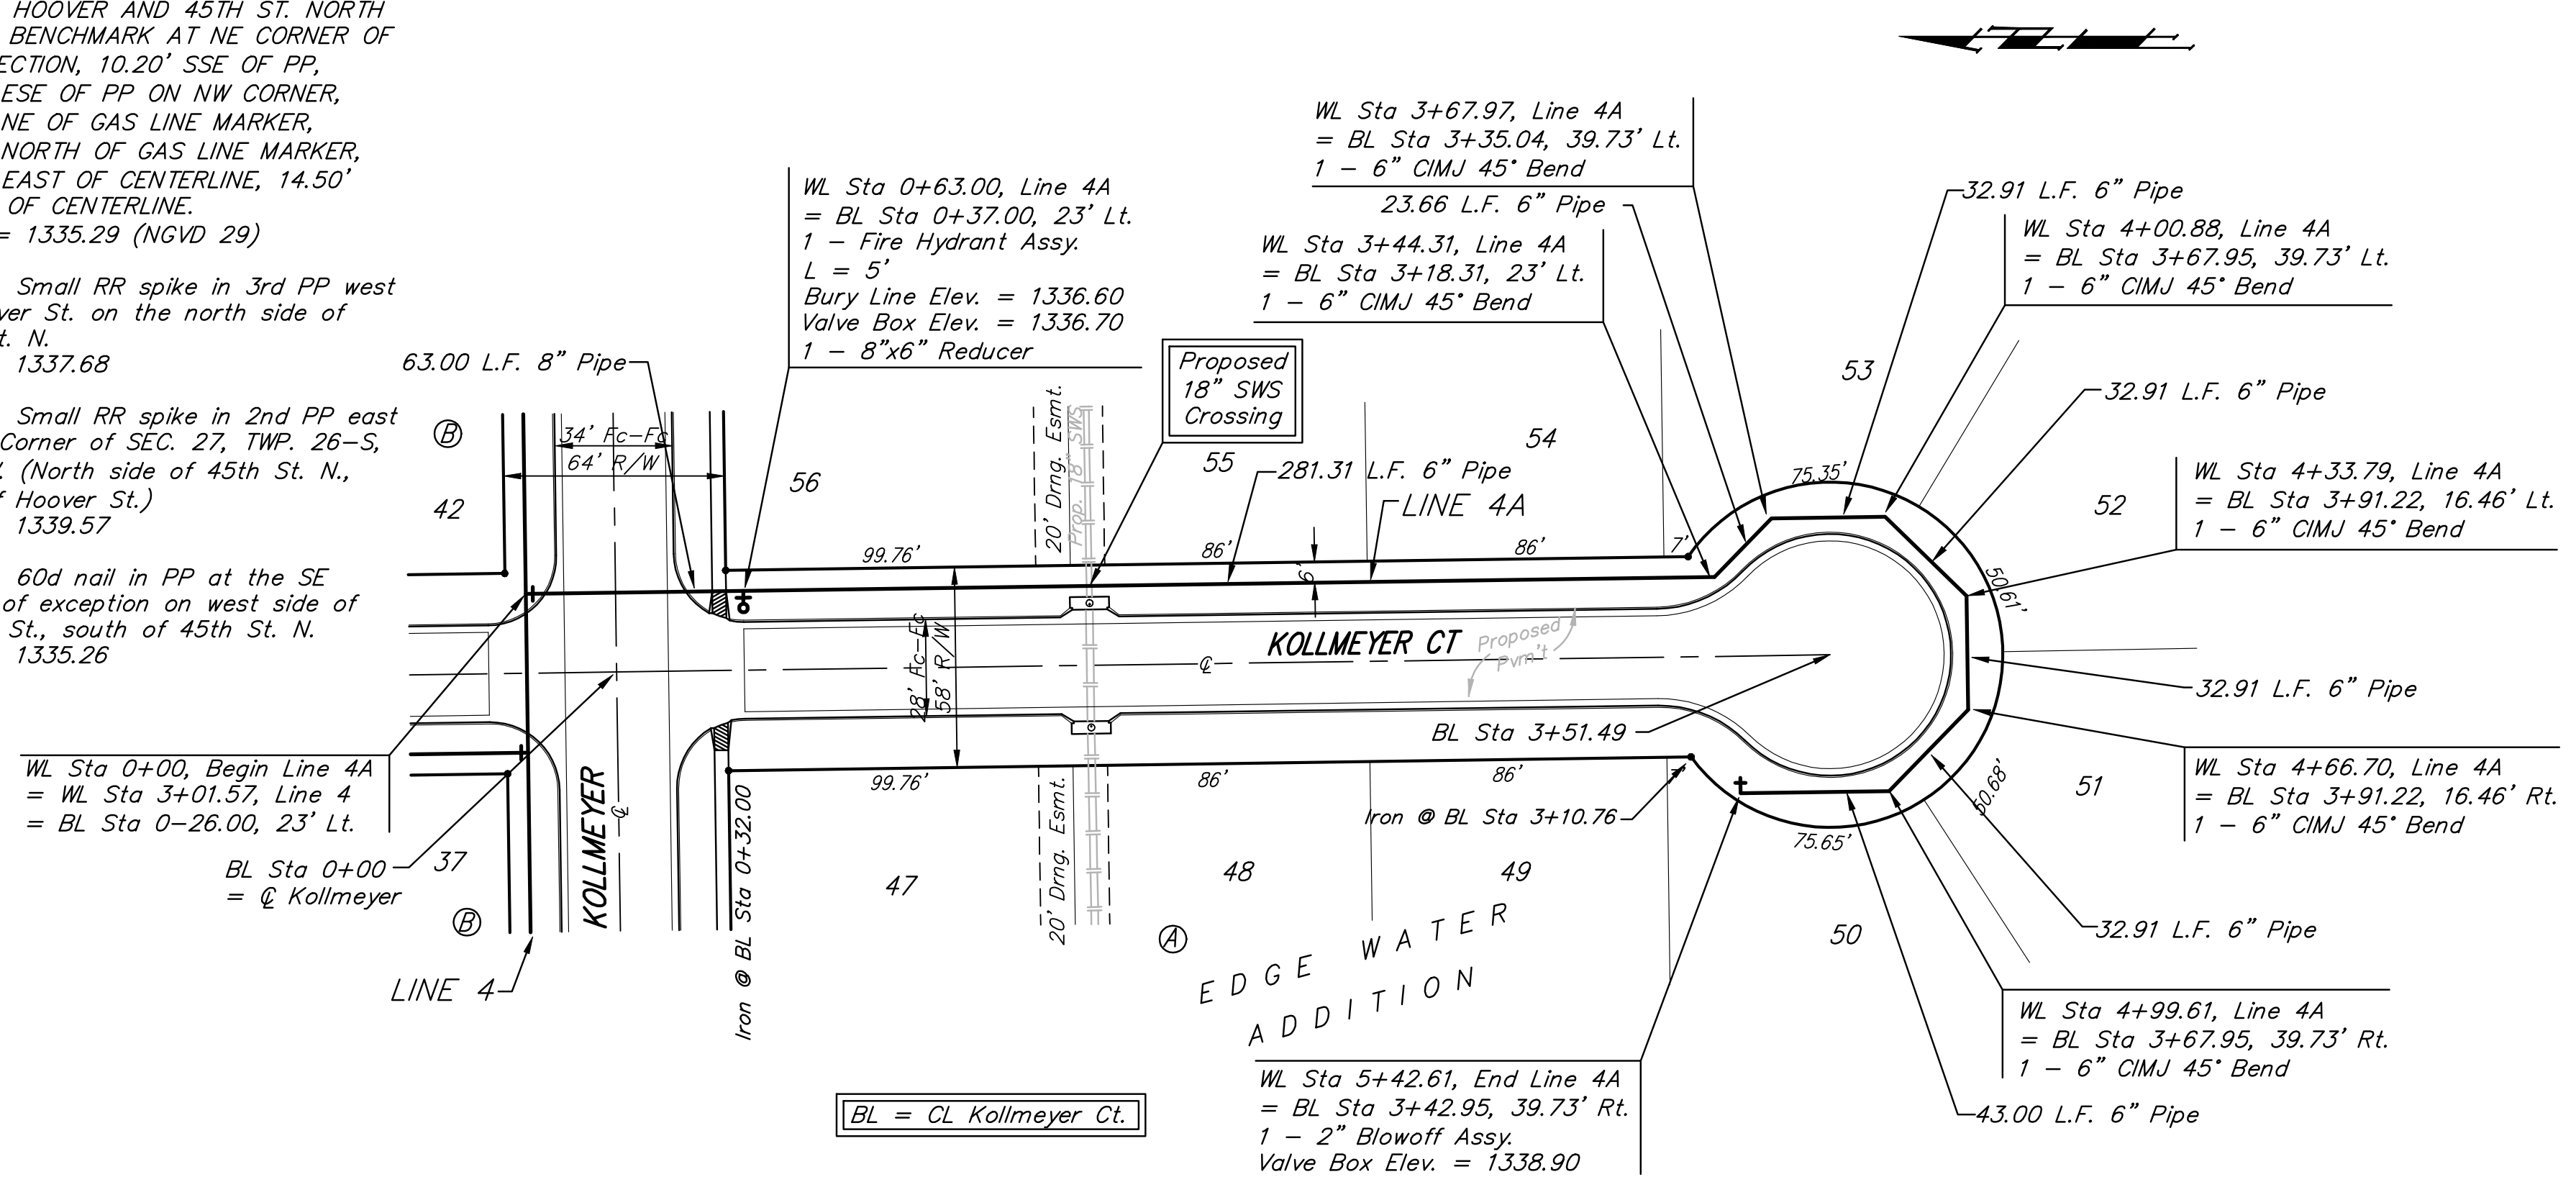 HOOVER AND 45TH ST. NORTH
BENCHMARK AT NE CORNER OF
ECTION, 10.20' SSE OF PP,
ESE OF PP ON NW CORNER,
NE OF GAS LINE MARKER,
NORTH OF GAS LINE MARKER,
EAST OF CENTERLINE, 14.50'
OF CENTERLINE.
= 1335.29 (NGVD 29)
Small RR spike in 3rd PP west
ver St. on the north side of
t. N.
1337.68
Small RR spike in 2nd PP east
Corner of SEC. 27, TWP. 26-S,
. (North side of 45th St. N.,
f Hoover St.)
1339.57
60d nail in PP at the SE
of exception on west side of
St., south of 45th St. N.
1335.26
63.00 L.F. 8" Pipe
WL Sta 0+63.00, Line 4A
= BL Sta 0+37.00, 23' Lt.
1 - Fire Hydrant Assy.
L = 5'
Bury Line Elev. = 1336.60
Valve Box Elev. = 1336.70
1 - 8"x6" Reducer
Proposed
18" SWS
Crossing
WL Sta 3+67.97, Line 4A
= BL Sta 3+35.04, 39.73' Lt.
1 - 6" CIMJ 45° Bend
23.66 L.F. 6" Pipe
WL Sta 3+44.31, Line 4A
= BL Sta 3+18.31, 23' Lt.
1 - 6" CIMJ 45° Bend
32.91 L.F. 6" Pipe
WL Sta 4+00.88, Line 4A
= BL Sta 3+67.95, 39.73' Lt.
1 - 6" CIMJ 45° Bend
32.91 L.F. 6" Pipe
WL Sta 4+33.79, Line 4A
= BL Sta 3+91.22, 16.46' Lt.
1 - 6" CIMJ 45° Bend
32.91 L.F. 6" Pipe
WL Sta 4+66.70, Line 4A
= BL Sta 3+91.22, 16.46' Rt.
1 - 6" CIMJ 45° Bend
32.91 L.F. 6" Pipe
WL Sta 4+99.61, Line 4A
= BL Sta 3+67.95, 39.73' Rt.
1 - 6" CIMJ 45° Bend
43.00 L.F. 6" Pipe
WL Sta 5+42.61, End Line 4A
= BL Sta 3+42.95, 39.73' Rt.
1 - 2" Blowoff Assy.
Valve Box Elev. = 1338.90
B
42
34' Fc-Fc
64' R/W
56
20' Drng. Esmt.
Prop. 18" SWS
55
54
53
52
281.31 L.F. 6" Pipe
LINE 4A
99.76'
86'
86'
7'
6'
75.35'
50.61'
28' Fc-Fc
58' R/W
℄
KOLLMEYER CT
Proposed
Pvm't
BL Sta 3+51.49
WL Sta 0+00, Begin Line 4A
= WL Sta 3+01.57, Line 4
= BL Sta 0-26.00, 23' Lt.
BL Sta 0+00
= ℄ Kollmeyer
37
B
LINE 4
KOLLMEYER
℄
Iron @ BL Sta 0+32.00
99.76'
86'
86'
7'
Iron @ BL Sta 3+10.76
75.65'
50.68'
47
20' Drng. Esmt.
48
49
50
51
A
EDGE WATER
ADDITION
BL = CL Kollmeyer Ct.